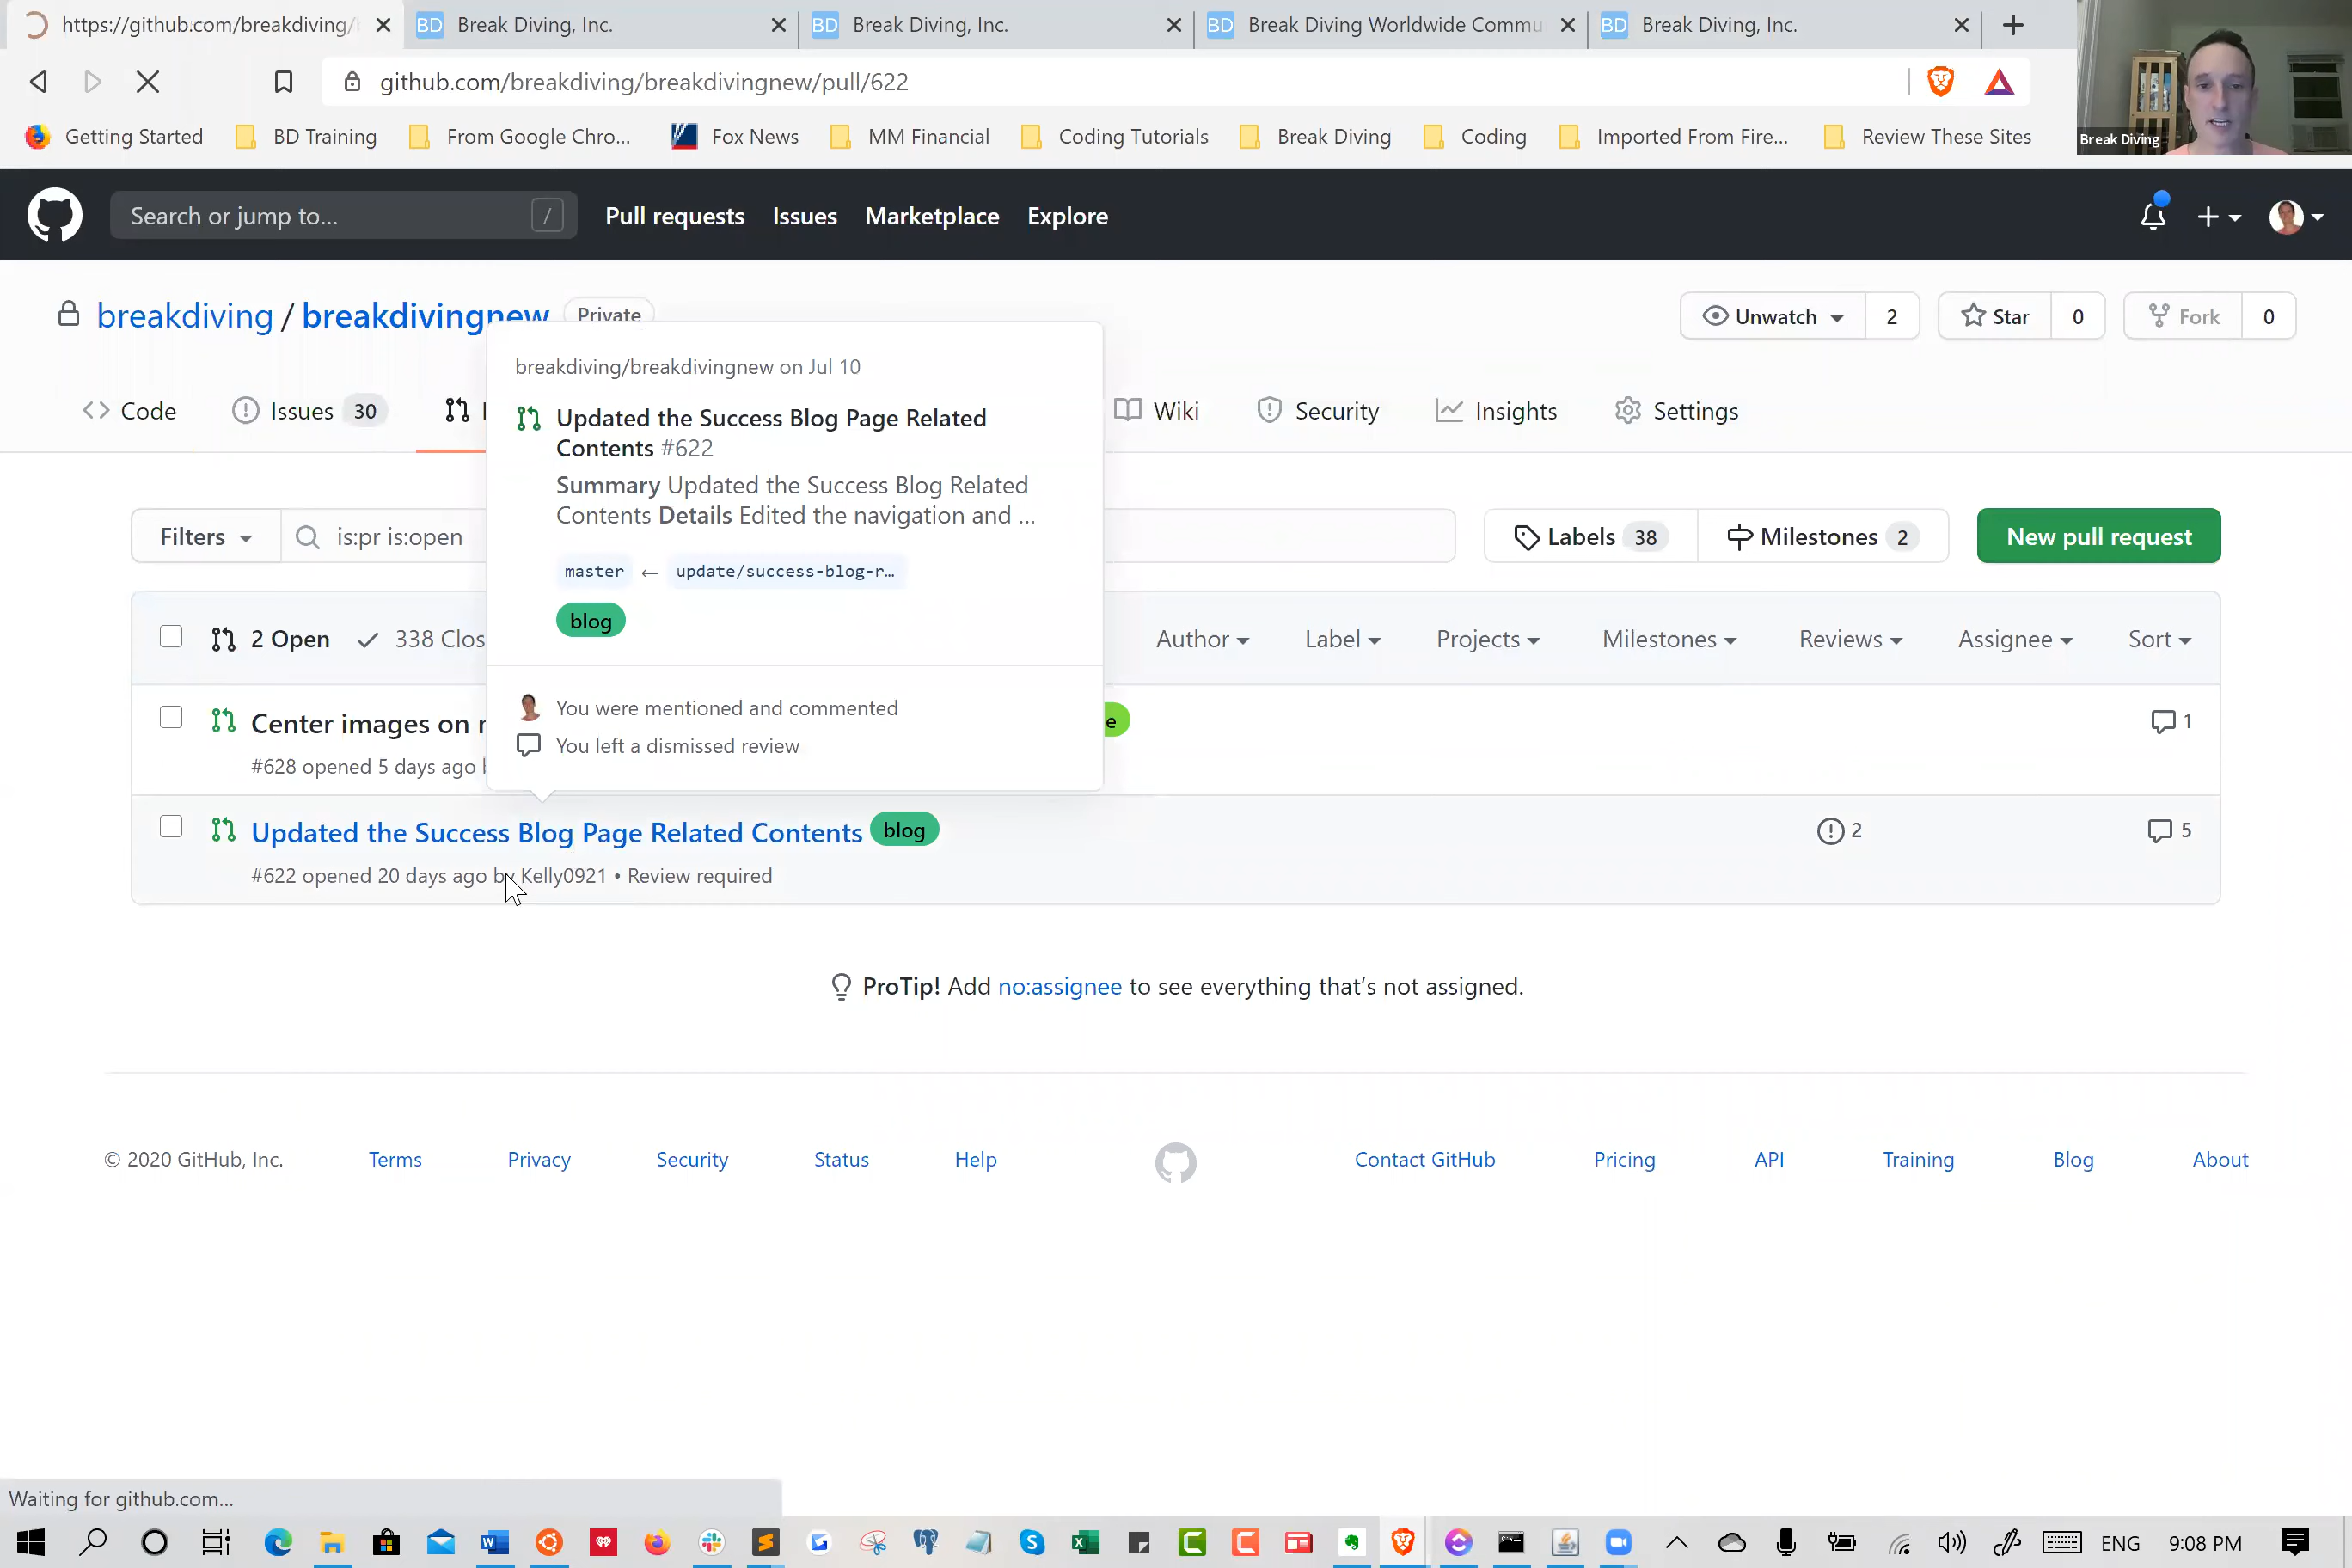 https://github.com/breakdiving/
BD Break Diving, Inc.
BD Break Diving, Inc.
BD Break Diving Worldwide Commu
BD Break Diving, Inc.
github.com/breakdiving/breakdivingnew/pull/622
Getting Started
BD Training
From Google Chro...
Fox News
MM Financial
Coding Tutorials
Break Diving
Coding
Imported From Fire...
Review These Sites
Break Diving
Search or jump to...
/
Pull requests
Issues
Marketplace
Explore
breakdiving / breakdivingnew
Private
Unwatch 2
Star 0
Fork 0
Code
Issues 30
Wiki
Security
Insights
Settings
breakdiving/breakdivingnew on Jul 10
Updated the Success Blog Page Related
Contents #622
Summary Updated the Success Blog Related
Contents Details Edited the navigation and ...
master ← update/success-blog-r…
blog
You were mentioned and commented
You left a dismissed review
Filters
is:pr is:open
Labels 38
Milestones 2
New pull request
2 Open
338 Clos
Author
Label
Projects
Milestones
Reviews
Assignee
Sort
Center images on
e
1
#628 opened 5 days ago
Updated the Success Blog Page Related Contents
blog
2
5
#622 opened 20 days ago by Kelly0921 • Review required
ProTip! Add no:assignee to see everything that's not assigned.
© 2020 GitHub, Inc.
Terms
Privacy
Security
Status
Help
Contact GitHub
Pricing
API
Training
Blog
About
Waiting for github.com...
ENG
9:08 PM